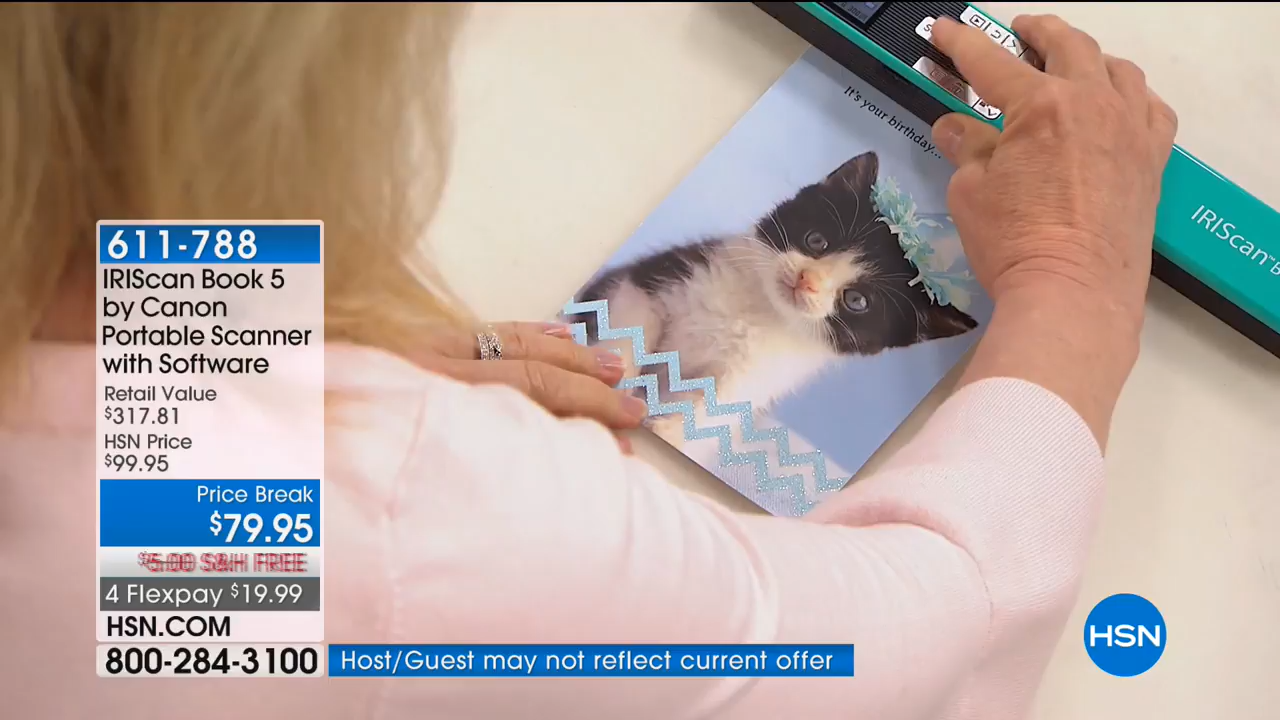 It's your birthday...
IRIScan™
611-788
IRIScan Book 5
by Canon
Portable Scanner
with Software
Retail Value
$317.81
HSN Price
$99.95
Price Break
$79.95
$5.00 S&H FREE
4 Flexpay $19.99
HSN.COM
800-284-3100
Host/Guest may not reflect current offer
HSN